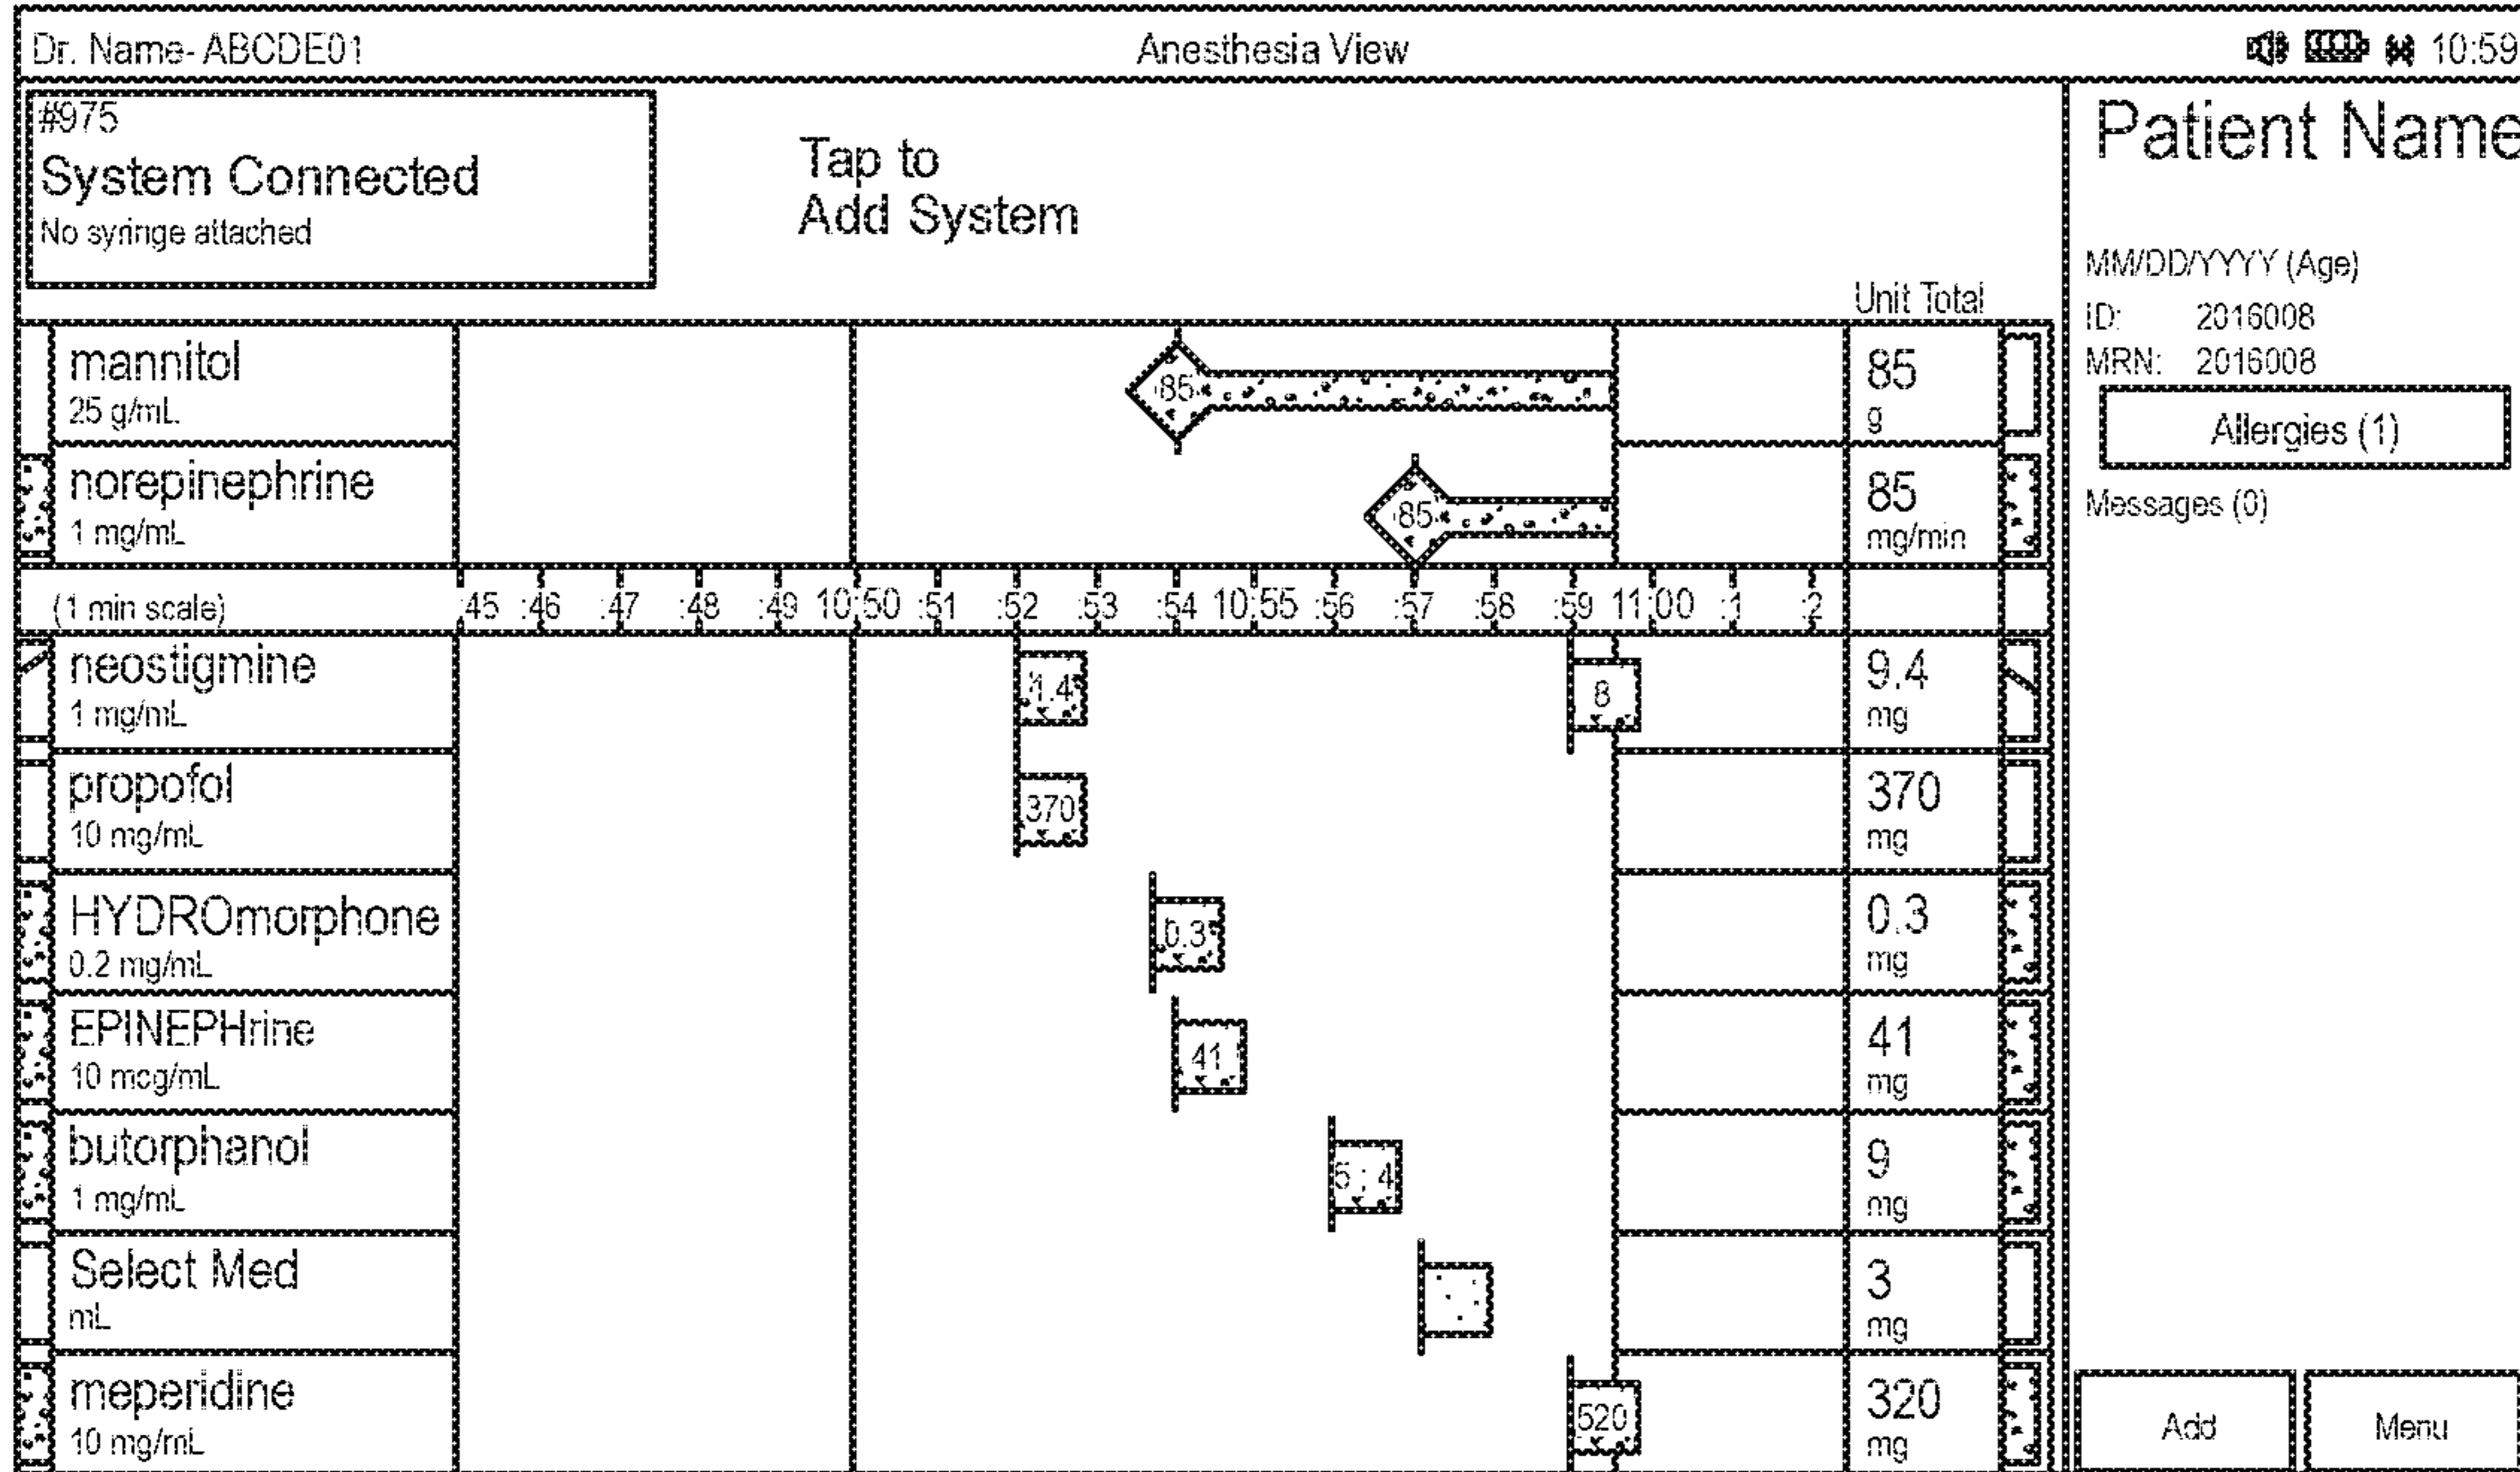 Dr. Name- ABCDE01 Anesthesia View 10:59
#975
System Connected
No syringe attached
Tap to
Add System
Patient Name
MM/DD/YYYY (Age)
ID: 2016008
MRN: 2016008
Allergies (1)
Messages (0)
Unit Total
mannitol
25 g/mL
85
85
g
norepinephrine
1 mg/mL
85
85
mg/min
(1 min scale) :45 :46 :47 :48 :49 10:50 :51 :52 :53 :54 10:55 :56 :57 :58 :59 11:00 :1 :2
neostigmine
1 mg/mL
1.4
8
9.4
mg
propofol
10 mg/mL
370
370
mg
HYDROmorphone
0.2 mg/mL
0.3
0.3
mg
EPINEPHrine
10 mcg/mL
41
41
mg
butorphanol
1 mg/mL
5 ; 4
9
mg
Select Med
mL
3
mg
meperidine
10 mg/mL
520
320
mg
Add
Menu